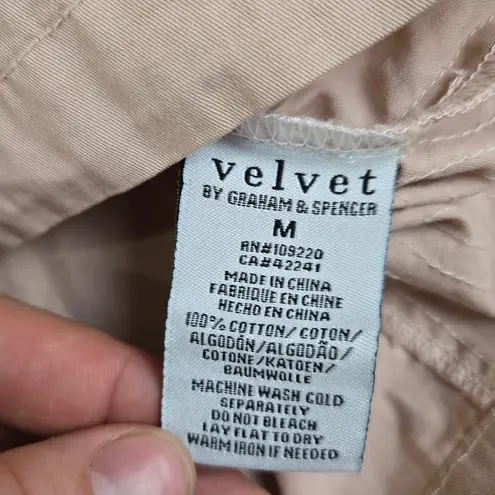 velvet
BY GRAHAM & SPENCER
M
RN#109220
CA#42241
MADE IN CHINA
FABRIQUE EN CHINE
HECHO EN CHINA
100% COTTON/ COTON/
ALGODÓN/ALGODÃO/
COTONE/KATOEN/
BAUMWOLLE
MACHINE WASH COLD
SEPARATELY
DO NOT BLEACH
LAY FLAT TO DRY
WARM IRON IF NEEDED